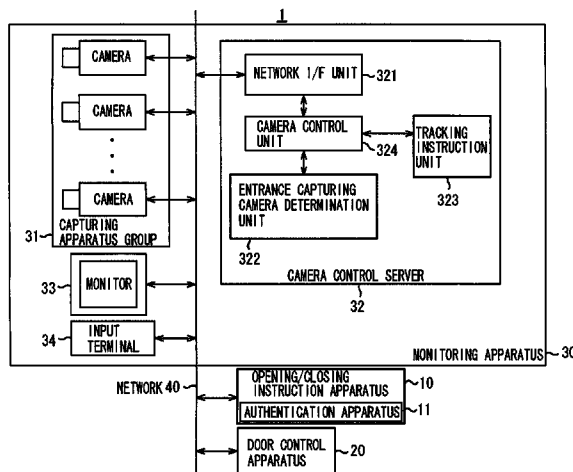 1
CAMERA
CAMERA
CAMERA
31
CAPTURING
APPARATUS GROUP
NETWORK I/F UNIT
321
CAMERA CONTROL
UNIT
324
TRACKING
INSTRUCTION
UNIT
323
ENTRANCE CAPTURING
CAMERA DETERMINATION
UNIT
322
CAMERA CONTROL SERVER
32
33
MONITOR
34
INPUT
TERMINAL
MONITORING APPARATUS
30
NETWORK 40
OPENING/CLOSING
INSTRUCTION APPARATUS
10
AUTHENTICATION APPARATUS
11
DOOR CONTROL
APPARATUS
20